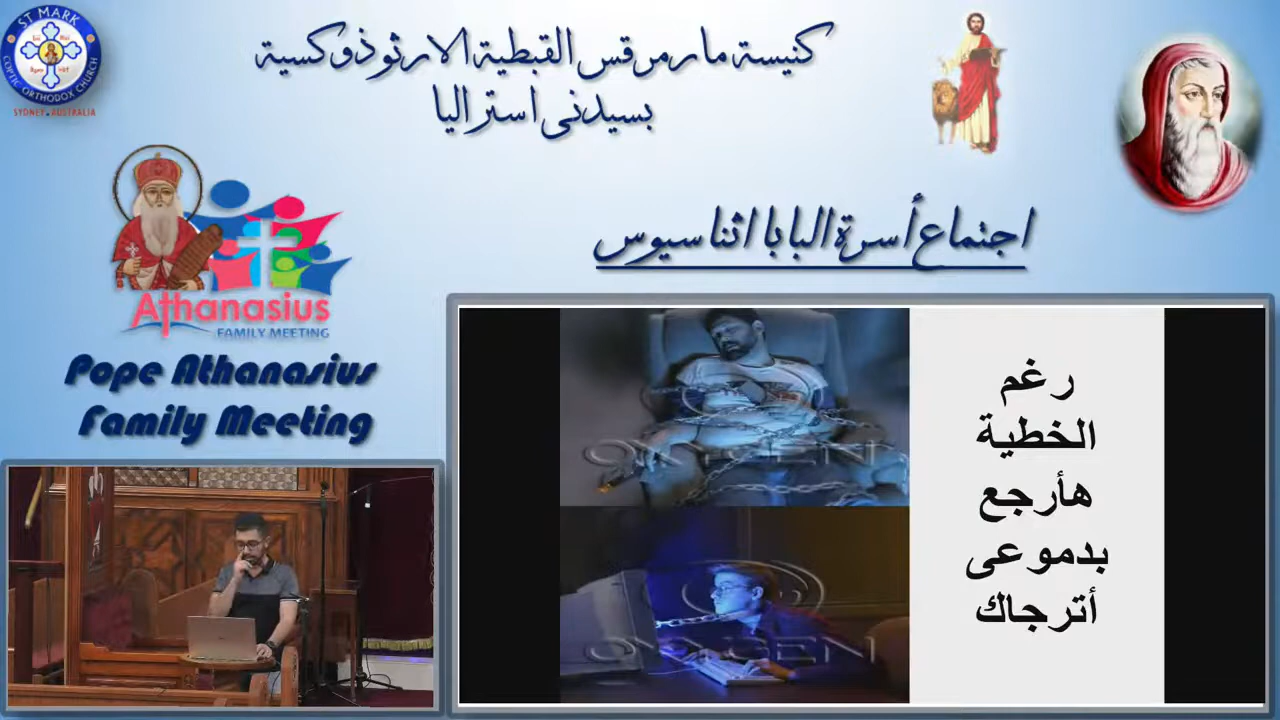 ST MARK
COPTIC ORTHODOX CHURCH
SYDNEY AUSTRALIA
كنيسة مارمرقس القبطية الارثوذوكسية
بسيدنى استراليا
اجتماع أسرة البابا اثناسيوس
Athanasius
FAMILY MEETING
Pope Athanasius
Family Meeting
OXYGEN
OXYGEN
رغم
الخطية
هأرجع
بدموعى
أترجاك